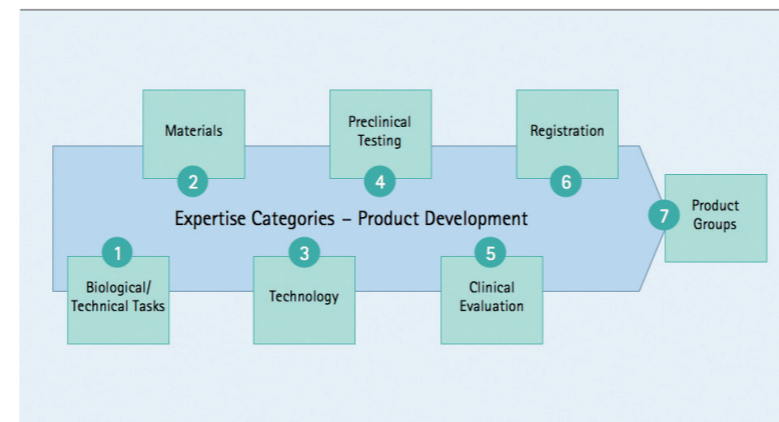 Materials
Preclinical
Testing
Registration
2
4
6
Expertise Categories – Product Development
7
Product
Groups
1
3
5
Biological/
Technical Tasks
Technology
Clinical
Evaluation